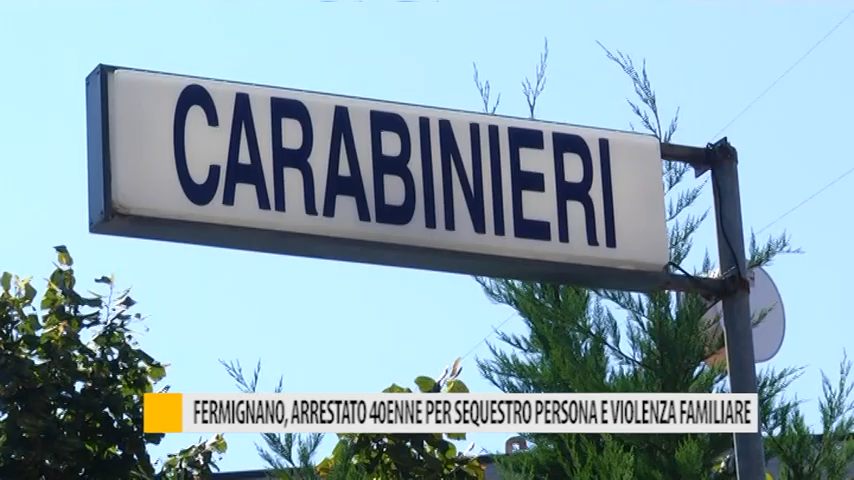 CARABINIERI
FERMIGNANO, ARRESTATO 40ENNE PER SEQUESTRO PERSONA E VIOLENZA FAMILIARE